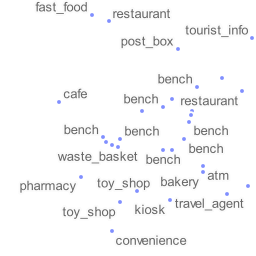 fast_food
restaurant
tourist_info
post_box
bench
cafe
bench
restaurant
bench
bench
bench
bench
waste_basket
bench
atm
pharmacy
toy_shop
bakery
travel_agent
toy_shop
kiosk
convenience